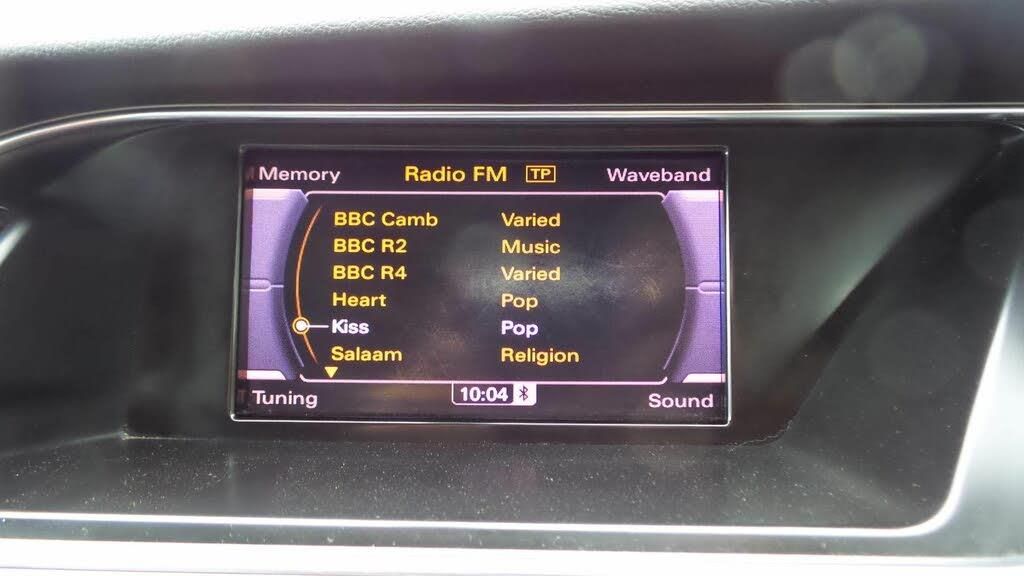 Memory Radio FM TP Waveband
BBC Camb Varied
BBC R2 Music
BBC R4 Varied
Heart Pop
Kiss Pop
Salaam Religion
Tuning 10:04 Sound